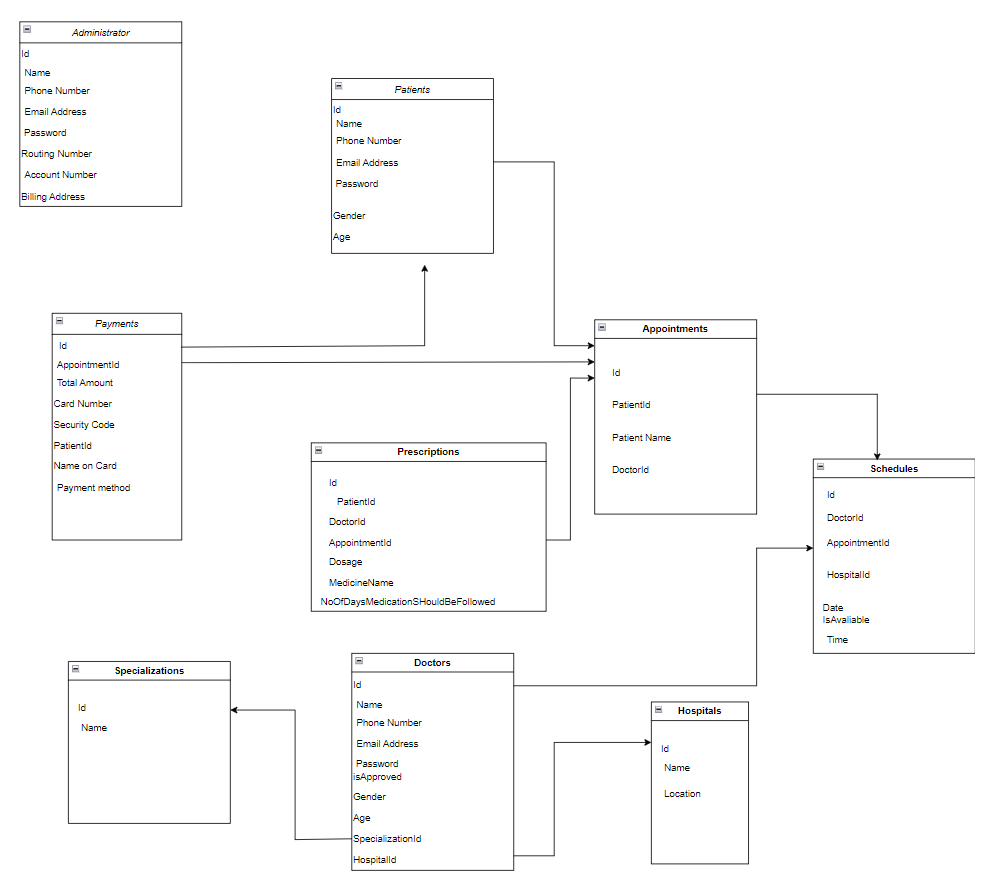 Administrator
Id
Name
Phone Number
Email Address
Password
Routing Number
Account Number
Billing Address
Patients
Id
Name
Phone Number
Email Address
Password
Gender
Age
Payments
Id
AppointmentId
Total Amount
Card Number
Security Code
PatientId
Name on Card
Payment method
Appointments
Id
PatientId
Patient Name
DoctorId
Prescriptions
Id
PatientId
DoctorId
AppointmentId
Dosage
MedicineName
NoOfDaysMedicationSHouldBeFollowed
Schedules
Id
DoctorId
AppointmentId
HospitalId
Date
IsAvaliable
Time
Specializations
Id
Name
Doctors
Id
Name
Phone Number
Email Address
Password
isApproved
Gender
Age
SpecializationId
HospitalId
Hospitals
Id
Name
Location